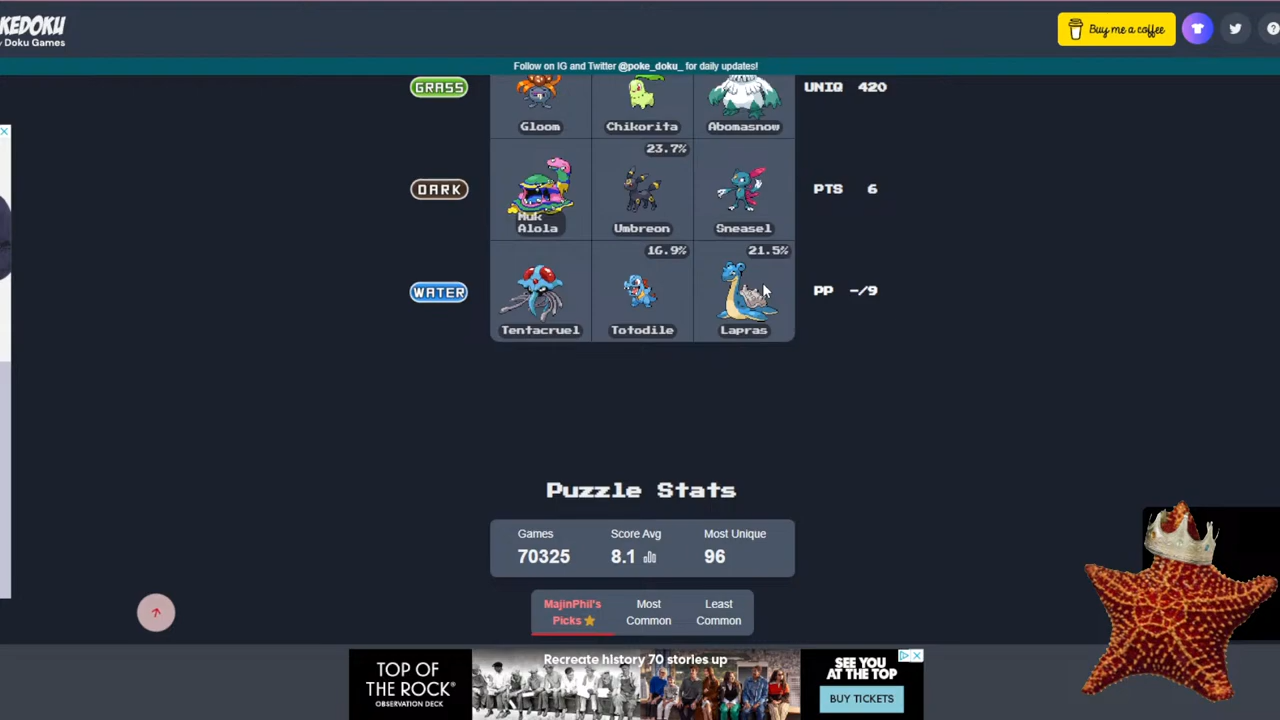 KEDOKU
Doku Games
Buy me a coffee
Follow on IG and Twitter @poke_doku_ for daily updates!
GRASS
UNIQ 420
Gloom
Chikorita
Abomasnow
23.7%
DARK
PTS 6
Muk
Alola
Umbreon
Sneasel
16.9%
21.5%
WATER
PP -/9
Tentacruel
Totodile
Lapras
Puzzle Stats
Games
Score Avg
Most Unique
70325
8.1
96
MajinPhil's
Picks
Most
Common
Least
Common
TOP OF
THE ROCK
OBSERVATION DECK
Recreate history 70 stories up
SEE YOU
AT THE TOP
BUY TICKETS